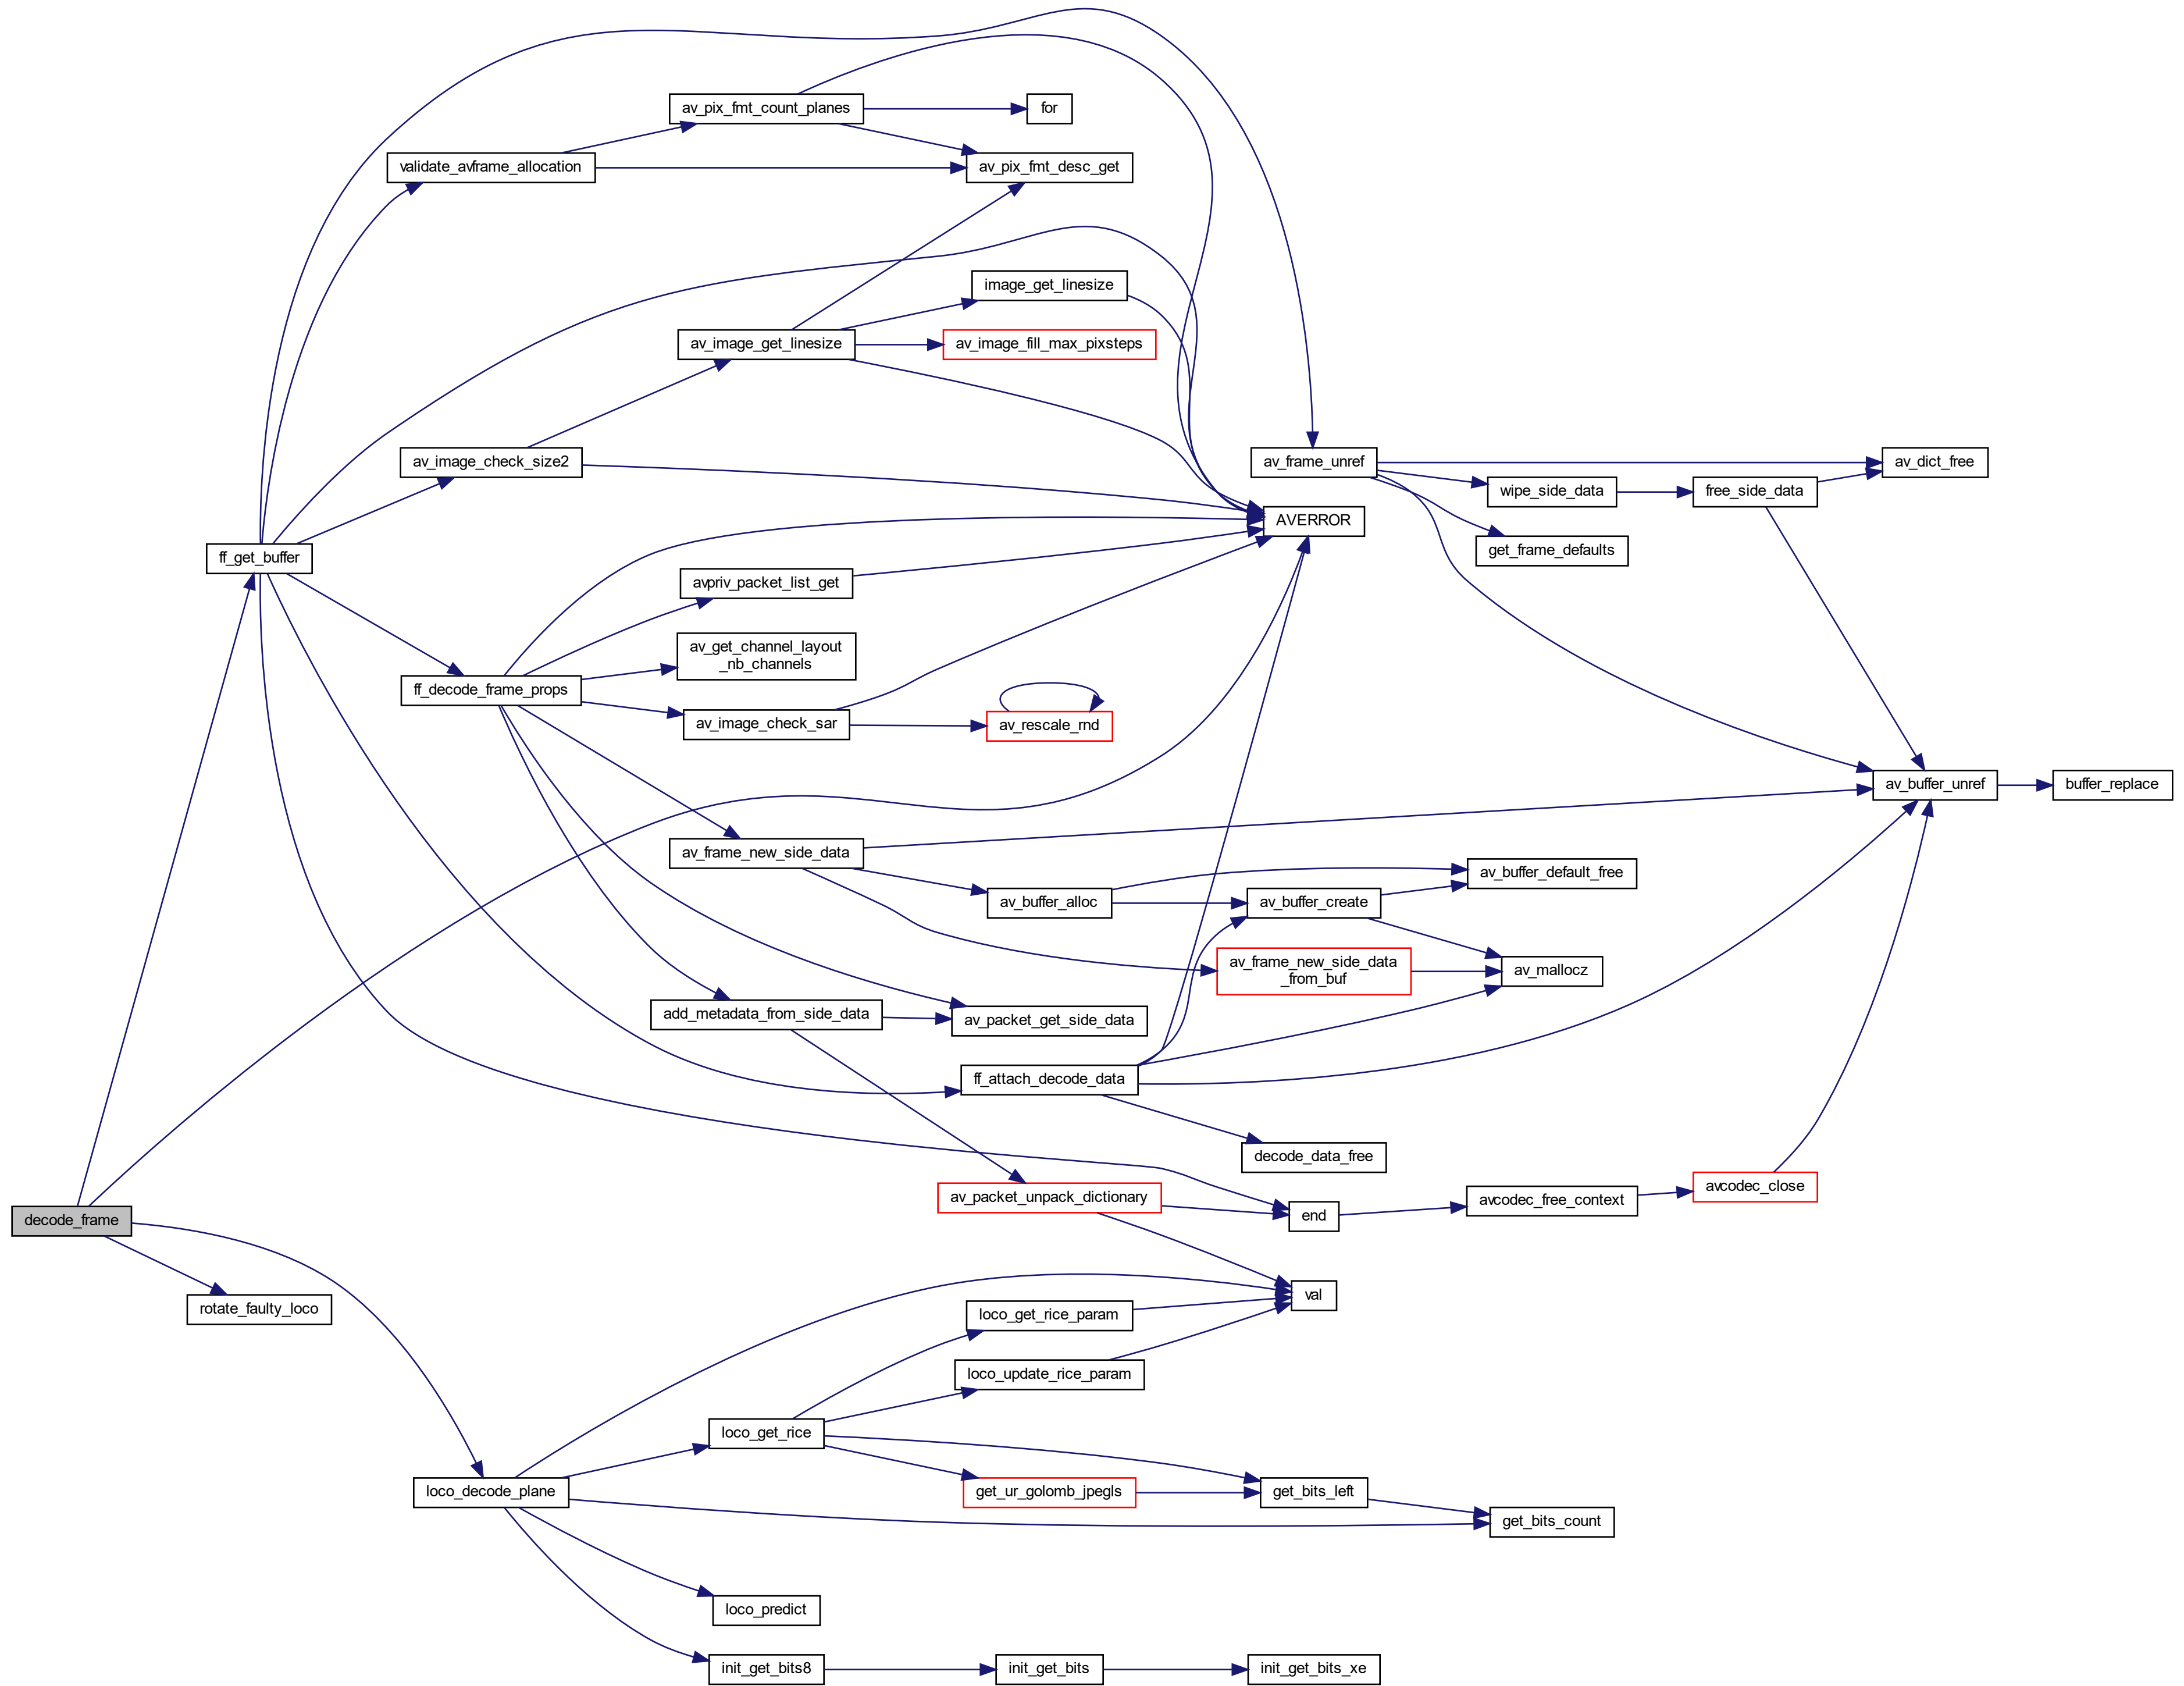 av_pix_fmt_count_planes
for
validate_avframe_allocation
av_pix_fmt_desc_get
image_get_linesize
av_image_get_linesize
av_image_fill_max_pixsteps
av_image_check_size2
av_frame_unref
av_dict_free
wipe_side_data
free_side_data
AVERROR
ff_get_buffer
get_frame_defaults
avpriv_packet_list_get
av_get_channel_layout
_nb_channels
ff_decode_frame_props
av_image_check_sar
av_rescale_rnd
av_buffer_unref
buffer_replace
av_frame_new_side_data
av_buffer_default_free
av_buffer_alloc
av_buffer_create
av_frame_new_side_data
_from_buf
av_mallocz
add_metadata_from_side_data
av_packet_get_side_data
ff_attach_decode_data
decode_data_free
avcodec_close
av_packet_unpack_dictionary
avcodec_free_context
end
decode_frame
val
rotate_faulty_loco
loco_get_rice_param
loco_update_rice_param
loco_get_rice
loco_decode_plane
get_ur_golomb_jpegls
get_bits_left
get_bits_count
loco_predict
init_get_bits8
init_get_bits
init_get_bits_xe